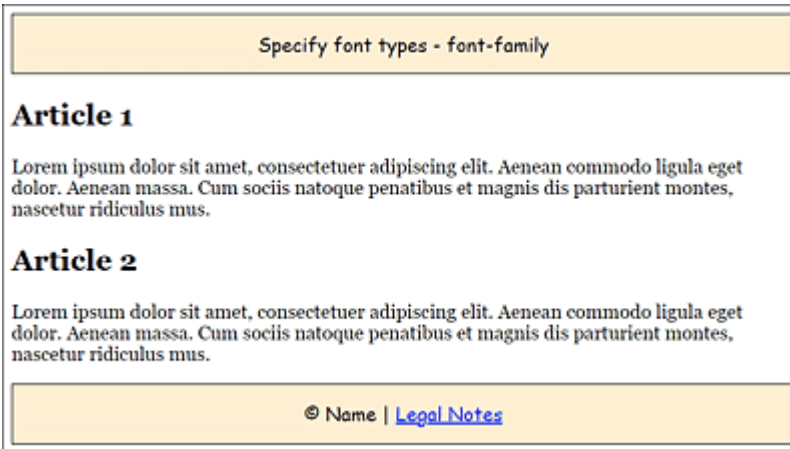 Specify font types - font-family
Article 1
Lorem ipsum dolor sit amet, consectetuer adipiscing elit. Aenean commodo ligula eget
dolor. Aenean massa. Cum sociis natoque penatibus et magnis dis parturient montes,
nascetur ridiculus mus.
Article 2
Lorem ipsum dolor sit amet, consectetuer adipiscing elit. Aenean commodo ligula eget
dolor. Aenean massa. Cum sociis natoque penatibus et magnis dis parturient montes,
nascetur ridiculus mus.
© Name | Legal Notes